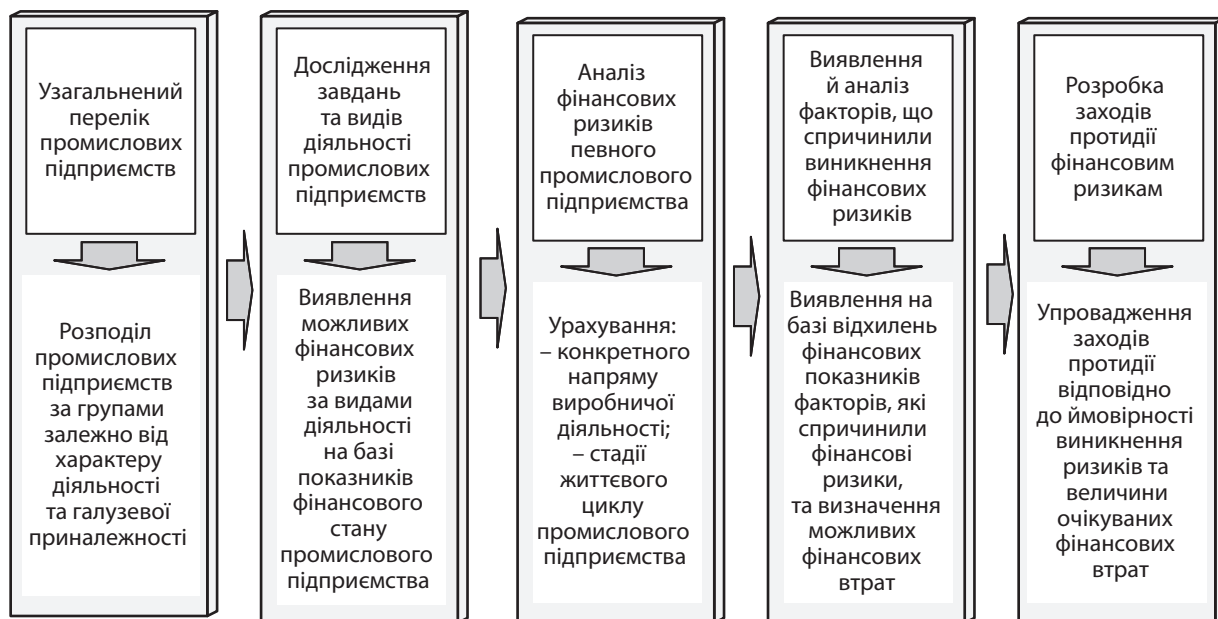 Узагальнений
перелік
промислових
підприємств
Розподіл
промислових
підприємств
за групами
залежно від
характеру
діяльності
та галузевої
приналежності
Дослідження
завдань
та видів
діяльності
промислових
підприємств
Виявлення
можливих
фінансових
ризиків
за видами
діяльності
на базі
показників
фінансового
стану
промислового
підприємства
Аналіз
фінансових
ризиків
певного
промислового
підприємства
Урахування:
– конкретного
напряму
виробничої
діяльності;
– стадії
життєвого
циклу
промислового
підприємства
Виявлення
й аналіз
факторів, що
спричинили
виникнення
фінансових
ризиків
Виявлення на
базі відхилень
фінансових
показників
факторів, які
спричинили
фінансові
ризики,
та визначення
можливих
фінансових
втрат
Розробка
заходів
протидії
фінансовим
ризикам
Упровадження
заходів
протидії
відповідно
до ймовірності
виникнення
ризиків та
величини
очікуваних
фінансових
втрат